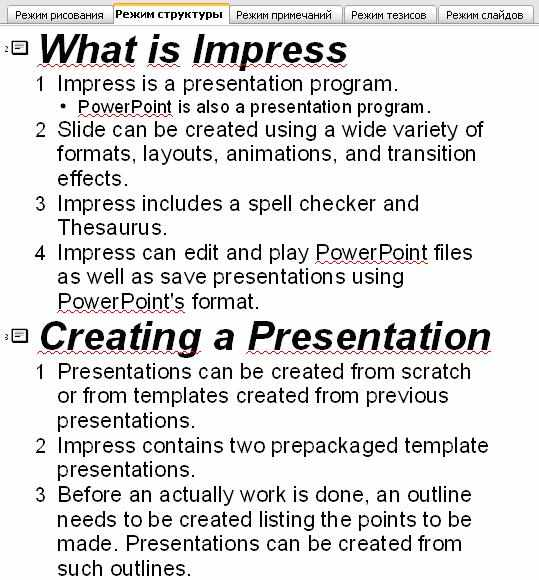 Режим рисования Режим структуры Режим примечаний Режим тезисов Режим слайдов
2 What is Impress
1 Impress is a presentation program.
• PowerPoint is also a presentation program.
2 Slide can be created using a wide variety of
formats, layouts, animations, and transition
effects.
3 Impress includes a spell checker and
Thesaurus.
4 Impress can edit and play PowerPoint files
as well as save presentations using
PowerPoint's format.
3 Creating a Presentation
1 Presentations can be created from scratch
or from templates created from previous
presentations.
2 Impress contains two prepackaged template
presentations.
3 Before an actually work is done, an outline
needs to be created listing the points to be
made. Presentations can be created from
such outlines.